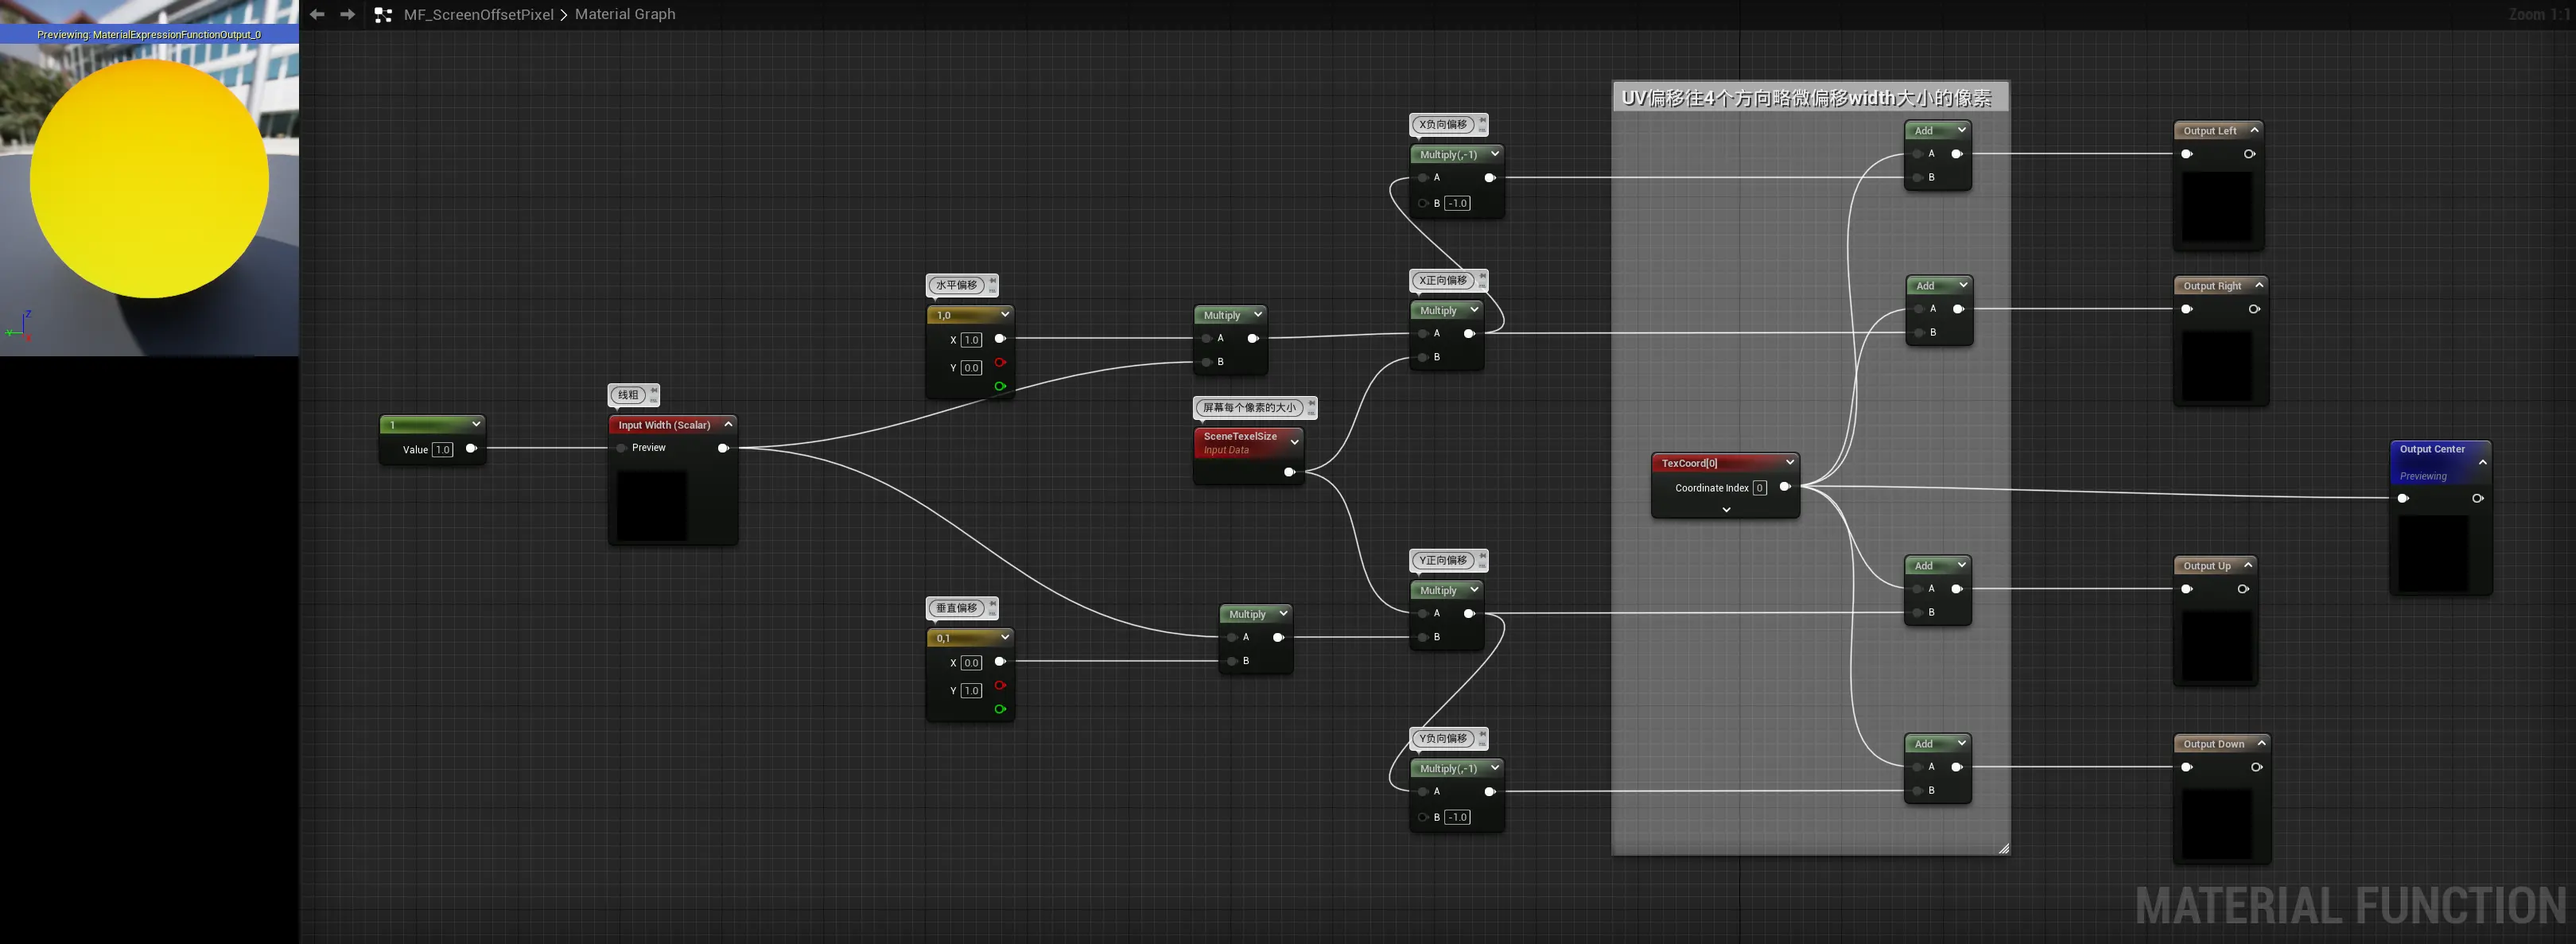 MF_ScreenOffsetPixel > Material Graph
Zoom 1:1
Previewing: MaterialExpressionFunctionOutput_0
Z
Y
UV偏移往4个方向略微偏移width大小的像素
X负向偏移
Multiply(,-1)
A
B -1.0
Add
A
B
Output Left
水平偏移
1,0
X 1.0
Y 0.0
Multiply
A
B
X正向偏移
Multiply
A
B
Add
A
B
Output Right
线粗
1
Value 1.0
Input Width (Scalar)
Preview
屏幕每个像素的大小
SceneTexelSize
Input Data
TexCoord[0]
Coordinate Index 0
Output Center
Previewing
垂直偏移
0,1
X 0.0
Y 1.0
Multiply
A
B
Y正向偏移
Multiply
A
B
Add
A
B
Output Up
Y负向偏移
Multiply(,-1)
A
B -1.0
Add
A
B
Output Down
MATERIAL FUNCTION